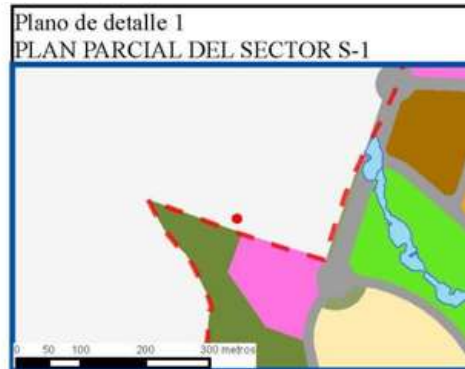 Plano de detalle 1
PLAN PARCIAL DEL SECTOR S-1
0 50 100 200 300 metros